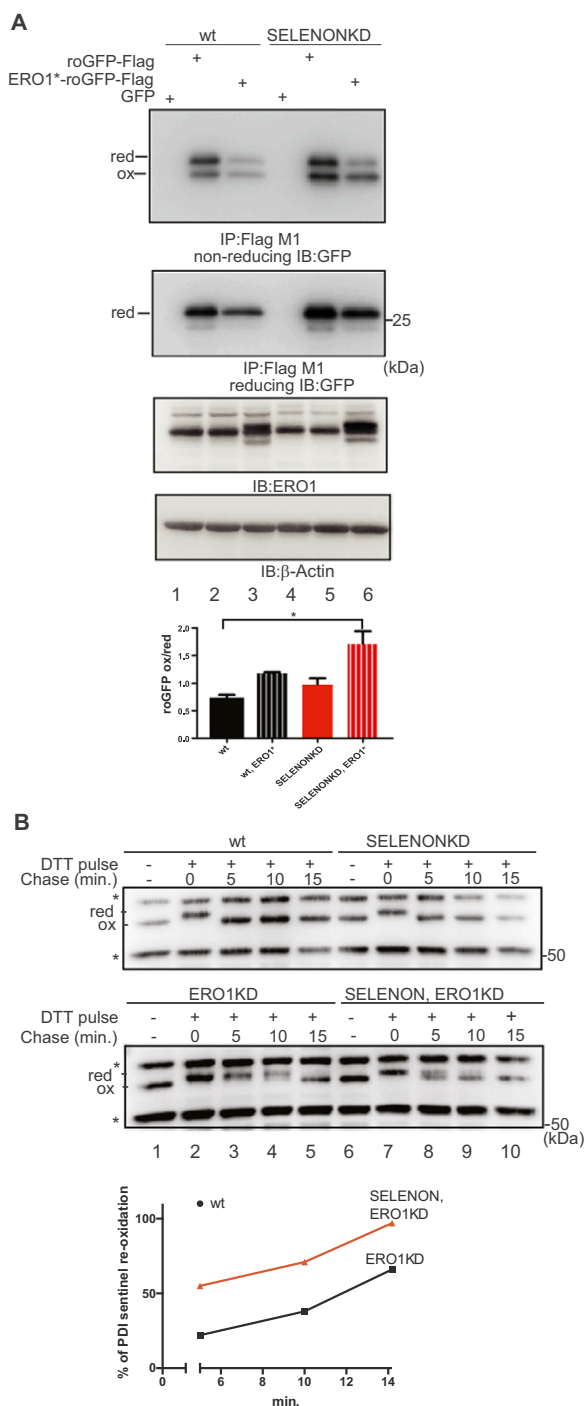 A
wt SELENONKD
roGFP-Flag + +
ERO1*-roGFP-Flag + +
GFP + +
red
ox
IP:Flag M1
non-reducing IB:GFP
red
25
IP:Flag M1 (kDa)
reducing IB:GFP
IB:ERO1
IB:β-Actin
1 2 3 4 5 6
*
roGFP ox/red
2.0
1.5
1.0
0.5
0.0
wt
wt, ERO1*
SELENONKD
SELENONKD, ERO1*
B
wt SELENONKD
DTT pulse - + + + + - + + + +
Chase (min.) - 0 5 10 15 - 0 5 10 15
*
red
ox
*
-50
ERO1KD SELENON, ERO1KD
DTT pulse - + + + + - + + + +
Chase (min.) - 0 5 10 15 - 0 5 10 15
*
red
ox
*
-50
(kDa)
1 2 3 4 5 6 7 8 9 10
% of PDI sentinel re-oxidation
100
50
0
wt
SELENON,
ERO1KD
ERO1KD
0 6 8 10 12 14
min.